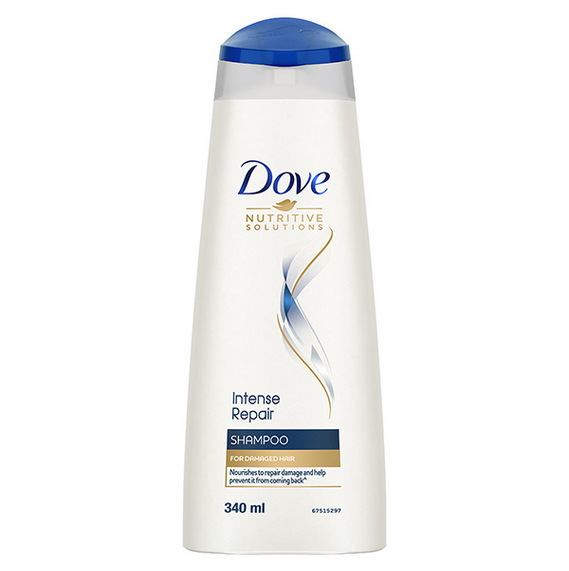 Dove
NUTRITIVE
SOLUTIONS
Intense
Repair
SHAMPOO
FOR DAMAGED HAIR
Nourishes to repair damage and help
prevent it from coming back^
340 ml
67515297